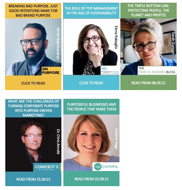 BREAKING BAD PURPOSE: JUST
GOOD INTENTIONS MAKE FOR
BAD BRAND PURPOSE
ON
PURPOSE
CLICK TO READ
THE ROLE OF TOP MANAGEMENT
IN THE AGE OF SUSTAINABILITY
CLICK TO READ
THE TRIPLE BOTTOM LINE:
PROTECTING PEOPLE, THE
PLANET AND PROFITS
BLOG
READ FROM 08.09.21
WHAT ARE THE CHALLENGES OF
TURNING CORPORATE PURPOSE
INTO PURPOSE-DRIVEN
MARKETING?
READ FROM 15.09.21
PURPOSEFUL BUSINESSES AND
THE PEOPLE THAT MAKE THEM
READ FROM 22.09.21